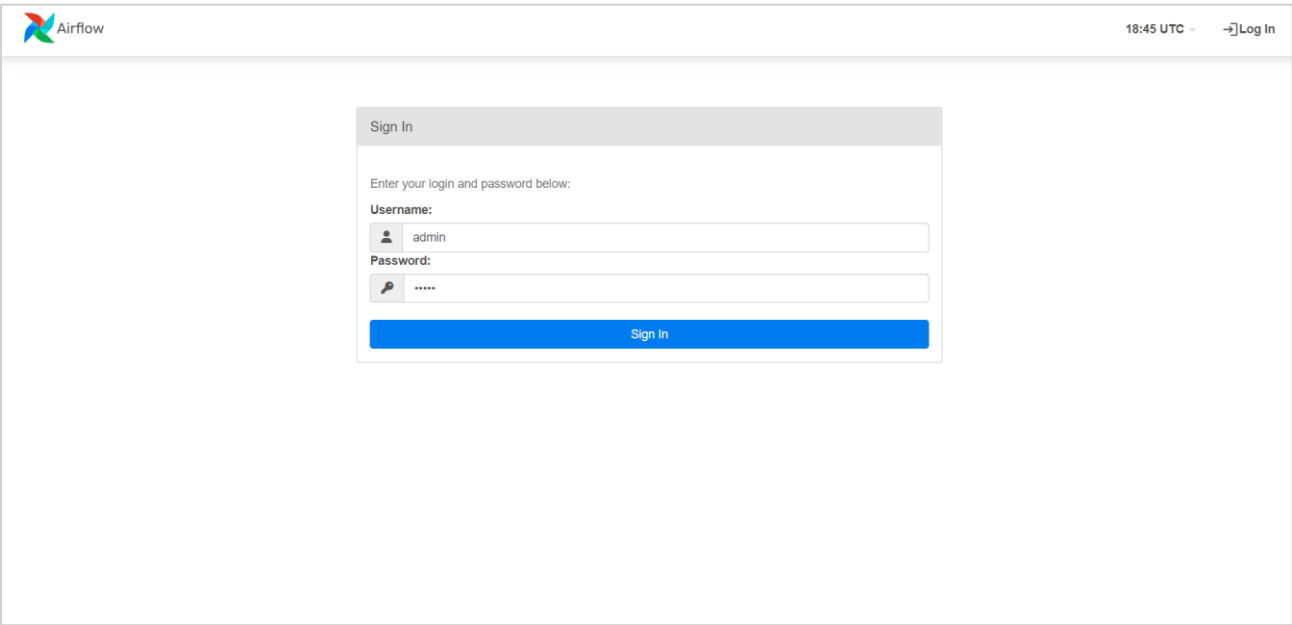 Airflow
18:45 UTC
Log In
Sign In
Enter your login and password below:
Username:
admin
Password:
•••••
Sign In